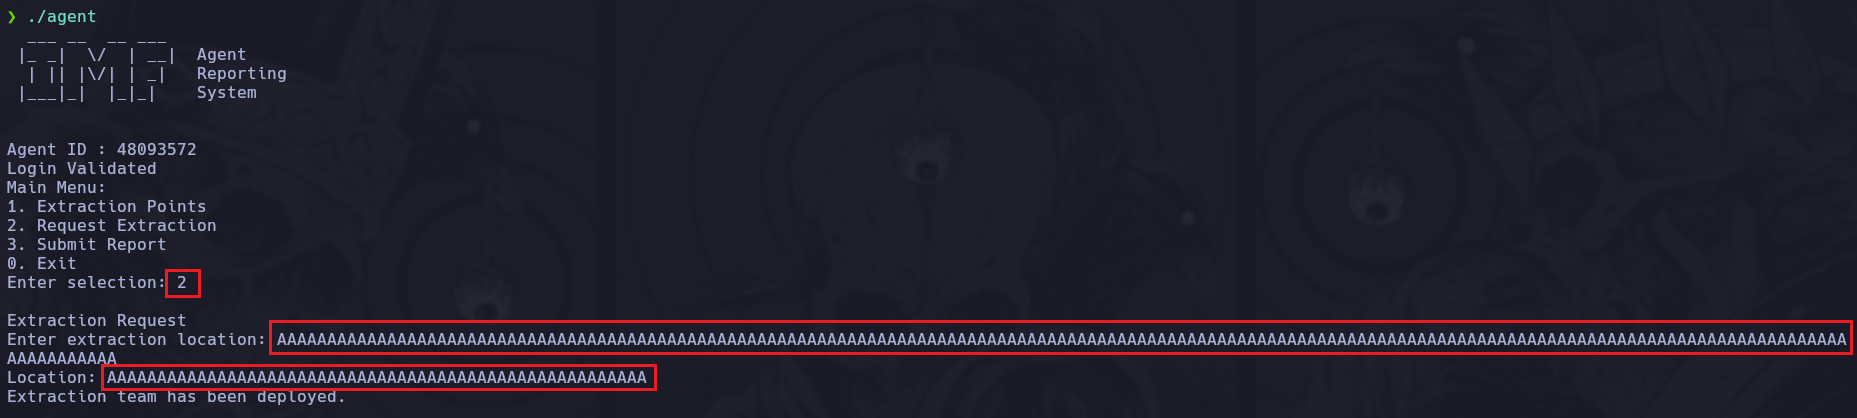 ❯ ./agent
  ___ __  __ ___
 |_ _|  \/  | __|  Agent
  | || |\/| | _|   Reporting
 |___|_|  |_|_|    System
Agent ID : 48093572
Login Validated
Main Menu:
1. Extraction Points
2. Request Extraction
3. Submit Report
0. Exit
Enter selection: 2
Extraction Request
Enter extraction location: AAAAAAAAAAAAAAAAAAAAAAAAAAAAAAAAAAAAAAAAAAAAAAAAAAAAAAAAAAAAAAAAAAAAAAAAAAAAAAAAAAAAAAAAAAAAAAAAAAAAAAAAAAAAAAAAAAAAAAAAAAAAAAAAAAAAAAAAAAAAAAAAAAAAAAAAAAAAA
AAAAAAAAAAA
Location: AAAAAAAAAAAAAAAAAAAAAAAAAAAAAAAAAAAAAAAAAAAAAAAAAAAAAA
Extraction team has been deployed.